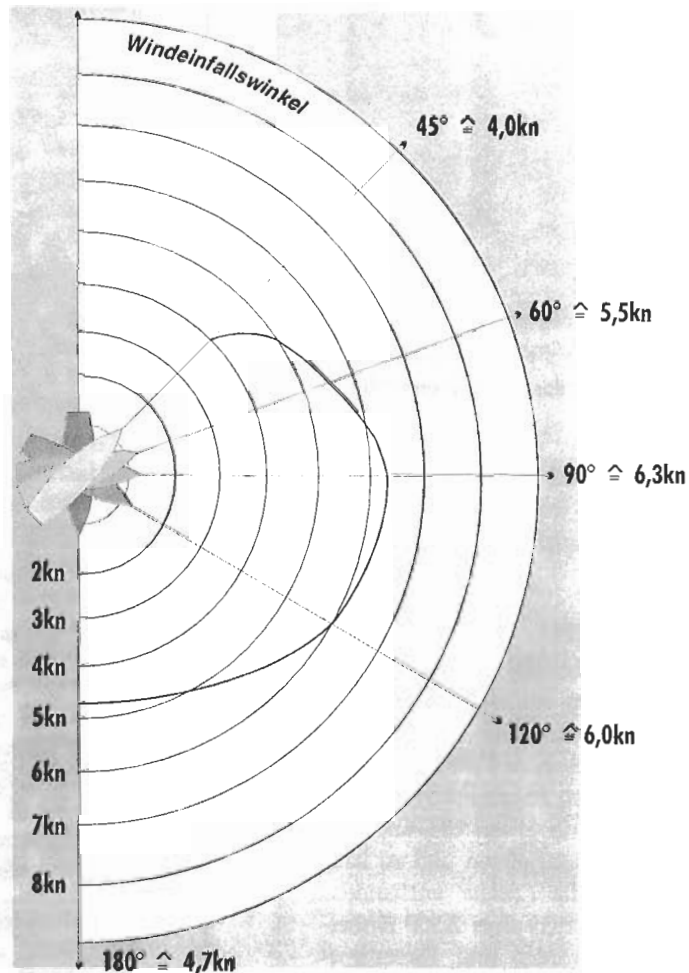 Windeinfallswinkel
45° ≙ 4,0kn
60° ≙ 5,5kn
90° ≙ 6,3kn
2kn
3kn
4kn
5kn
6kn
120° ≙ 6,0kn
7kn
8kn
180° ≙ 4,7kn